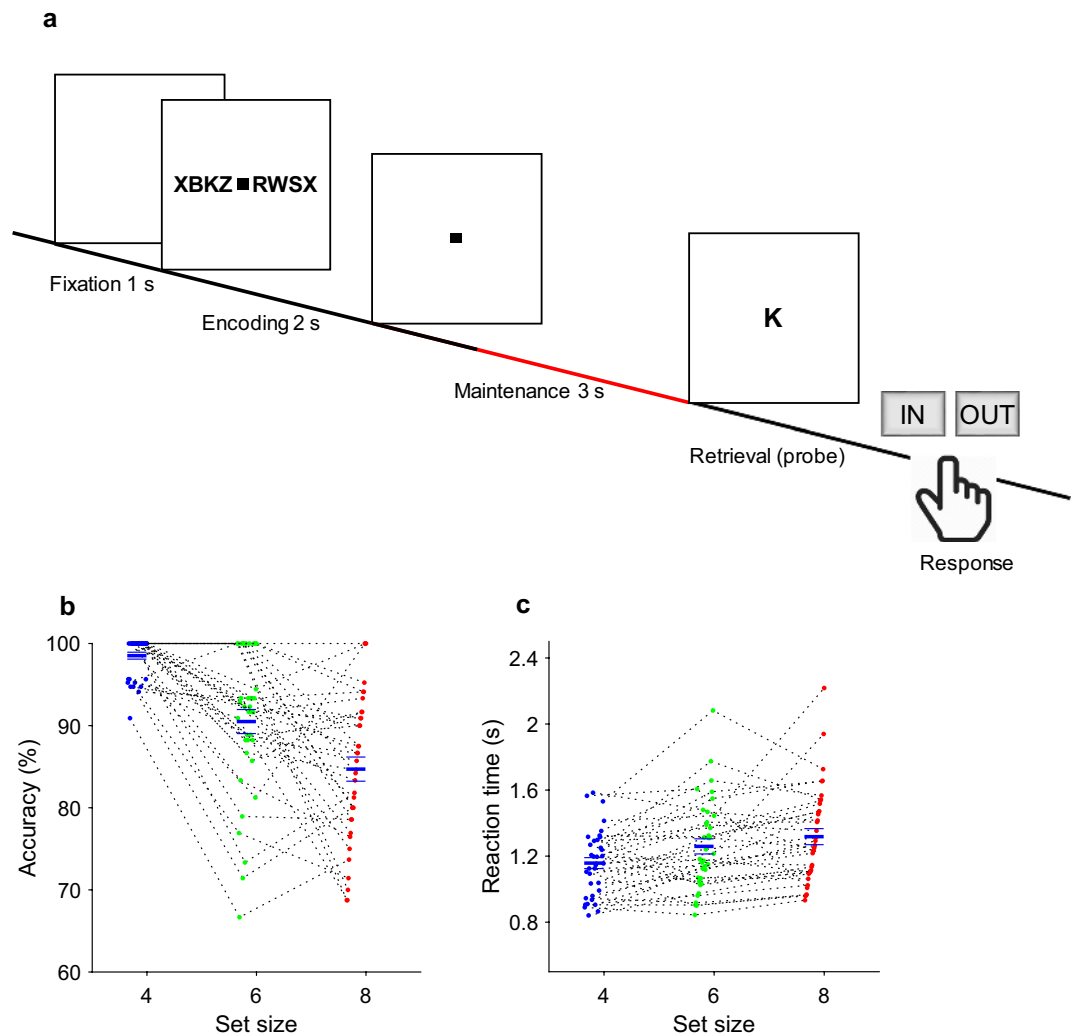 a
XBKZ ■ RWSX
K
Fixation 1 s
Encoding 2 s
Maintenance 3 s
IN OUT
Retrieval (probe)
Response
b
Accuracy (%)
100
90
80
70
60
4 6 8
Set size
c
Reaction time (s)
2.4
2
1.6
1.2
0.8
4 6 8
Set size